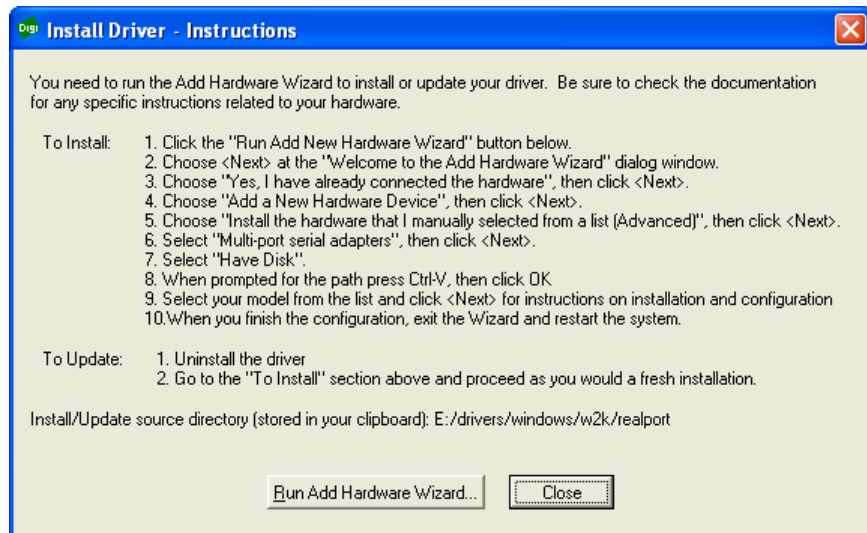 Digi Install Driver - Instructions
You need to run the Add Hardware Wizard to install or update your driver. Be sure to check the documentation
for any specific instructions related to your hardware.
To Install: 1. Click the "Run Add New Hardware Wizard" button below.
2. Choose <Next> at the "Welcome to the Add Hardware Wizard" dialog window.
3. Choose "Yes, I have already connected the hardware", then click <Next>.
4. Choose "Add a New Hardware Device", then click <Next>.
5. Choose "Install the hardware that I manually selected from a list (Advanced)", then click <Next>.
6. Select "Multi-port serial adapters", then click <Next>.
7. Select "Have Disk".
8. When prompted for the path press Ctrl-V, then click OK
9. Select your model from the list and click <Next> for instructions on installation and configuration
10.When you finish the configuration, exit the Wizard and restart the system.
To Update: 1. Uninstall the driver
2. Go to the "To Install" section above and proceed as you would a fresh installation.
Install/Update source directory (stored in your clipboard): E:/drivers/windows/w2k/realport
Run Add Hardware Wizard... Close